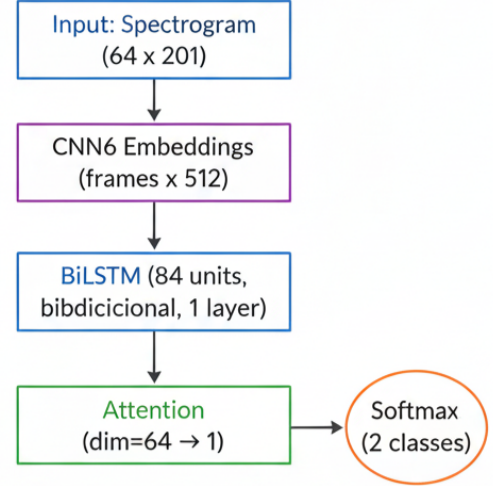 Input: Spectrogram
(64 x 201)
CNN6 Embeddings
(frames x 512)
BiLSTM (84 units,
bibdicicional, 1 layer)
Attention
(dim=64 → 1)
Softmax
(2 classes)